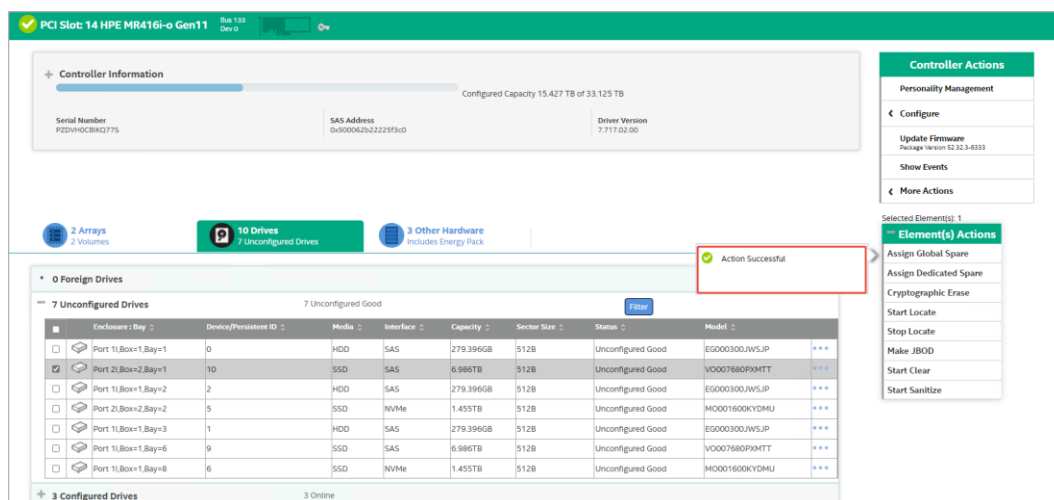 PCI Slot: 14 HPE MR416i-o Gen11 Bus 133
Dev 0
Controller Information
Configured Capacity 15.427 TB of 33.125 TB
Serial Number SAS Address Driver Version
PZDVH0CBIKQ77S 0x500062b22225f3c0 7.717.02.00
Controller Actions
Personality Management
Configure
Update Firmware
Package Version 52.32.3-6333
Show Events
More Actions
2 Arrays
2 Volumes
10 Drives
7 Unconfigured Drives
3 Other Hardware
Includes Energy Pack
Selected Element(s): 1
Element(s) Actions
Assign Global Spare
Assign Dedicated Spare
Cryptographic Erase
Start Locate
Stop Locate
Make JBOD
Start Clear
Start Sanitize
Action Successful
0 Foreign Drives
7 Unconfigured Drives 7 Unconfigured Good Filter
Enclosure : Bay Device/Persistent ID Media Interface Capacity Sector Size Status Model
Port 1I,Box=1,Bay=1 0 HDD SAS 279.396GB 512B Unconfigured Good EG000300JWSJP
Port 2I,Box=2,Bay=1 10 SSD SAS 6.986TB 512B Unconfigured Good VO007680PXMTT
Port 1I,Box=1,Bay=2 2 HDD SAS 279.396GB 512B Unconfigured Good EG000300JWSJP
Port 2I,Box=2,Bay=2 5 SSD NVMe 1.455TB 512B Unconfigured Good MO001600KYDMU
Port 1I,Box=1,Bay=3 1 HDD SAS 279.396GB 512B Unconfigured Good EG000300JWSJP
Port 1I,Box=1,Bay=6 9 SSD SAS 6.986TB 512B Unconfigured Good VO007680PXMTT
Port 1I,Box=1,Bay=8 6 SSD NVMe 1.455TB 512B Unconfigured Good MO001600KYDMU
3 Configured Drives 3 Online